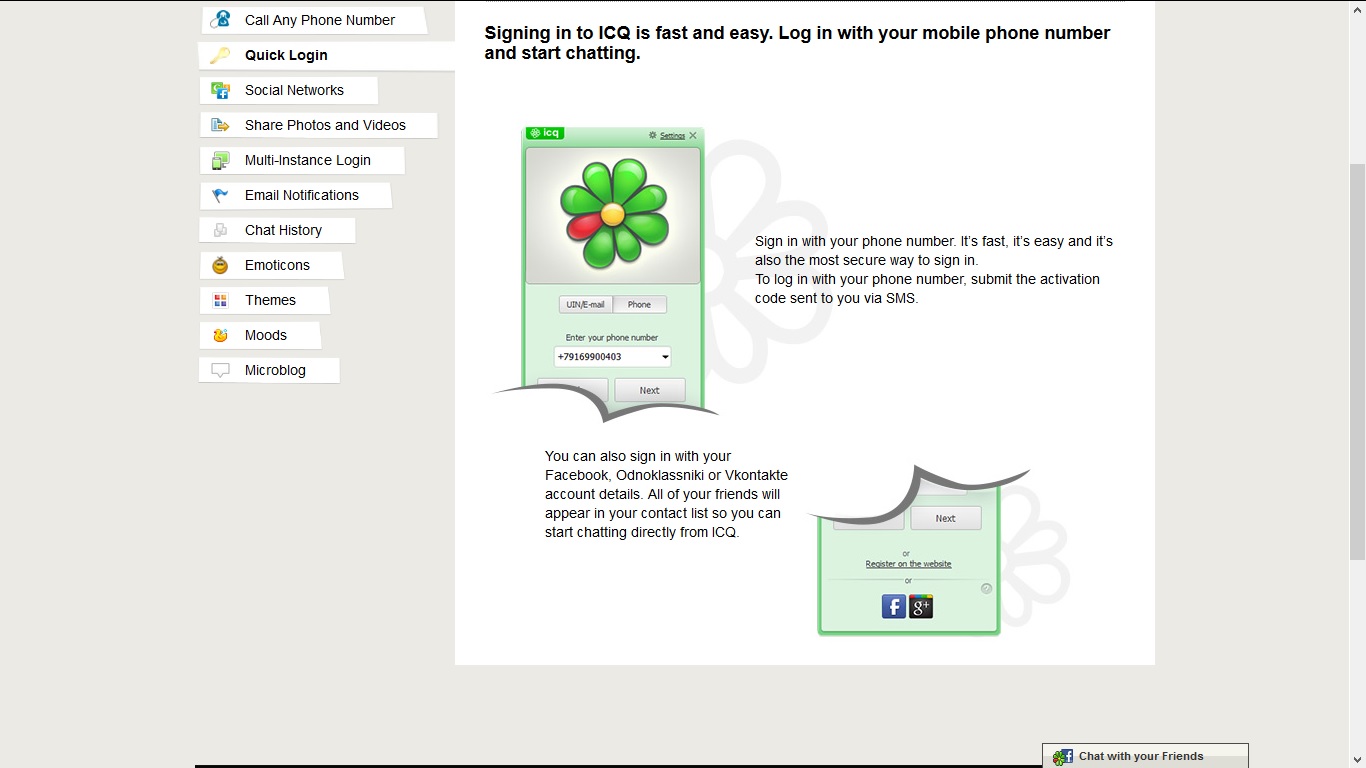 Call Any Phone Number
Quick Login
Social Networks
Share Photos and Videos
Multi-Instance Login
Email Notifications
Chat History
Emoticons
Themes
Moods
Microblog
Signing in to ICQ is fast and easy. Log in with your mobile phone number
and start chatting.
icq
Settings
UIN/E-mail
Phone
Enter your phone number
+79169900403
Next
Sign in with your phone number. It’s fast, it’s easy and it’s
also the most secure way to sign in.
To log in with your phone number, submit the activation
code sent to you via SMS.
You can also sign in with your
Facebook, Odnoklassniki or Vkontakte
account details. All of your friends will
appear in your contact list so you can
start chatting directly from ICQ.
Next
or
Register on the website
or
f
g+
Chat with your Friends